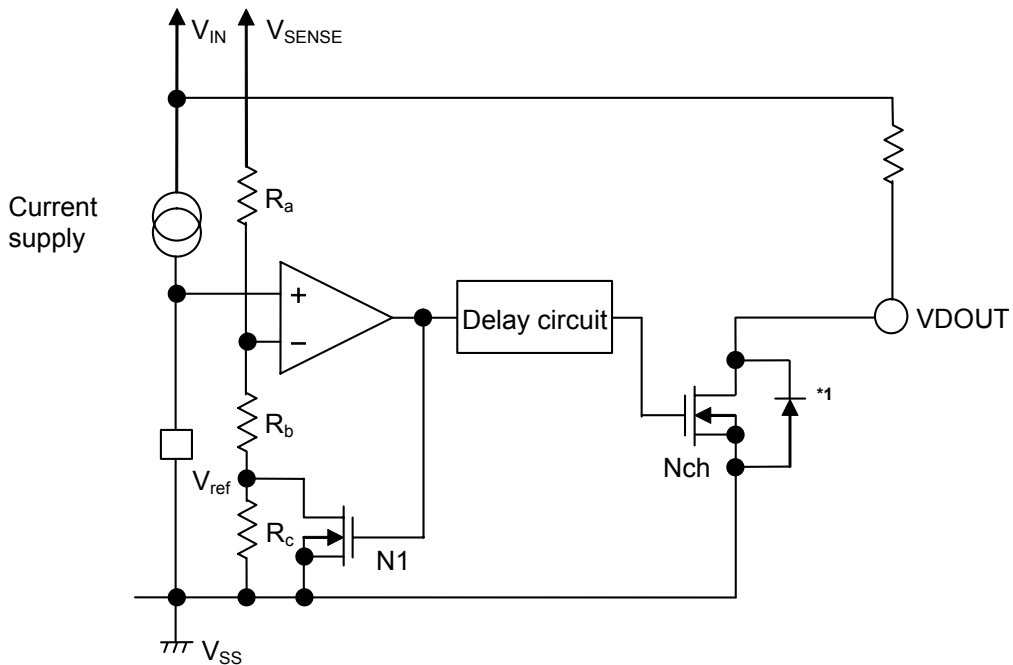 VIN
VSENSE
Ra
Current
supply
+
−
Delay circuit
VDOUT
*1
Rb
Nch
Vref
Rc
N1
VSS